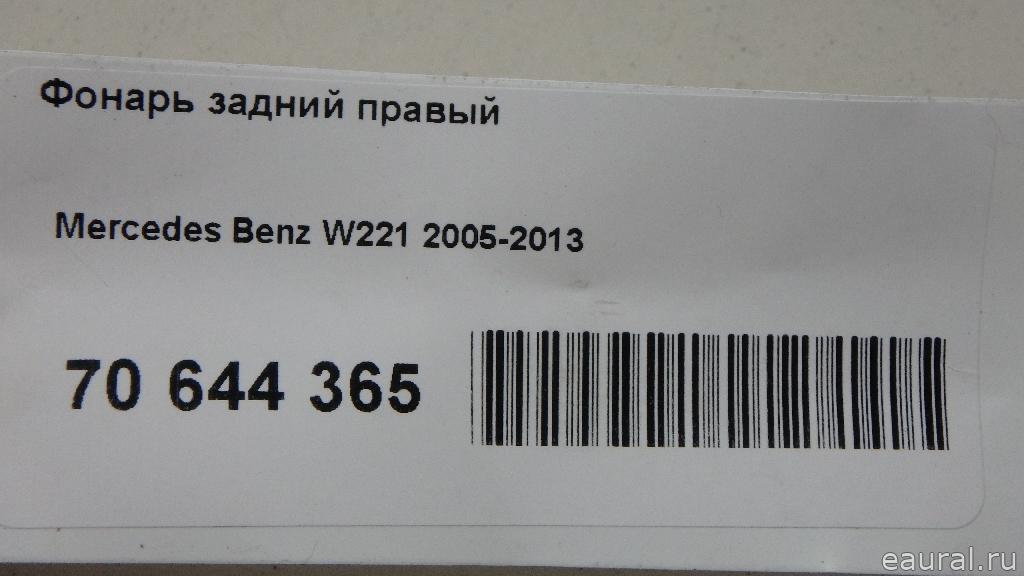 Фонарь задний правый
Mercedes Benz W221 2005-2013
70 644 365
eaural.ru